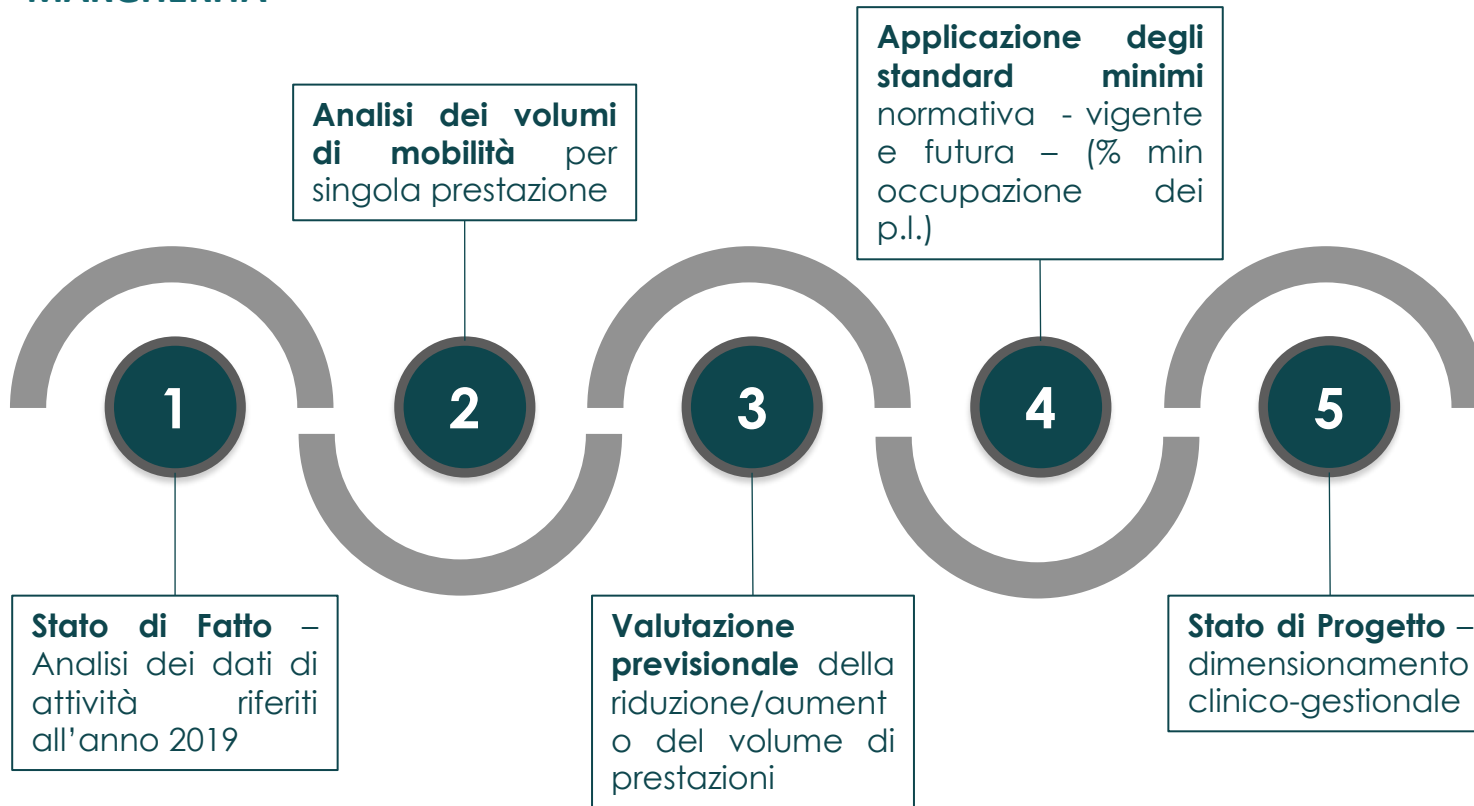 Applicazione degli
standard minimi
normativa - vigente
e futura – (% min
occupazione dei
p.l.)
Analisi dei volumi
di mobilità per
singola prestazione
1
2
3
4
5
Stato di Fatto –
Analisi dei dati di
attività riferiti
all'anno 2019
Valutazione
previsionale della
riduzione/aument
o del volume di
prestazioni
Stato di Progetto –
dimensionamento
clinico-gestionale